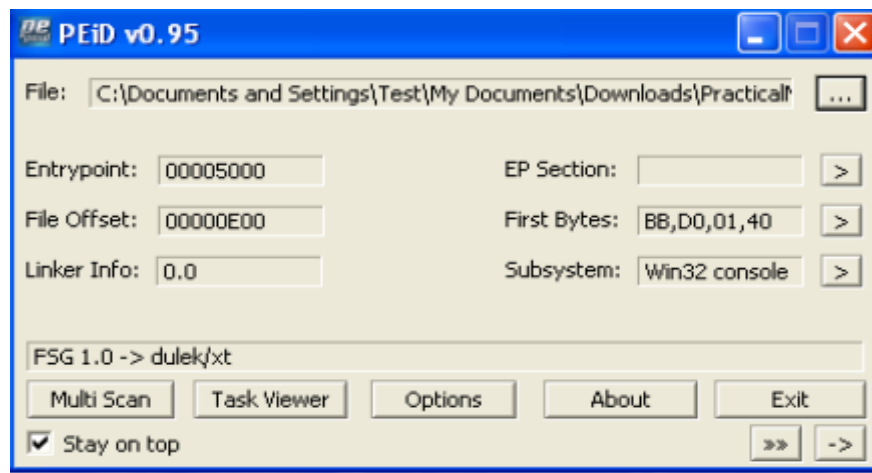 PEiD v0.95
File: C:\Documents and Settings\Test\My Documents\Downloads\Practical ...
Entrypoint: 00005000 EP Section: >
File Offset: 00000E00 First Bytes: BB,D0,01,40 >
Linker Info: 0.0 Subsystem: Win32 console >
FSG 1.0 -> dulek/xt
Multi Scan Task Viewer Options About Exit
Stay on top »» ->